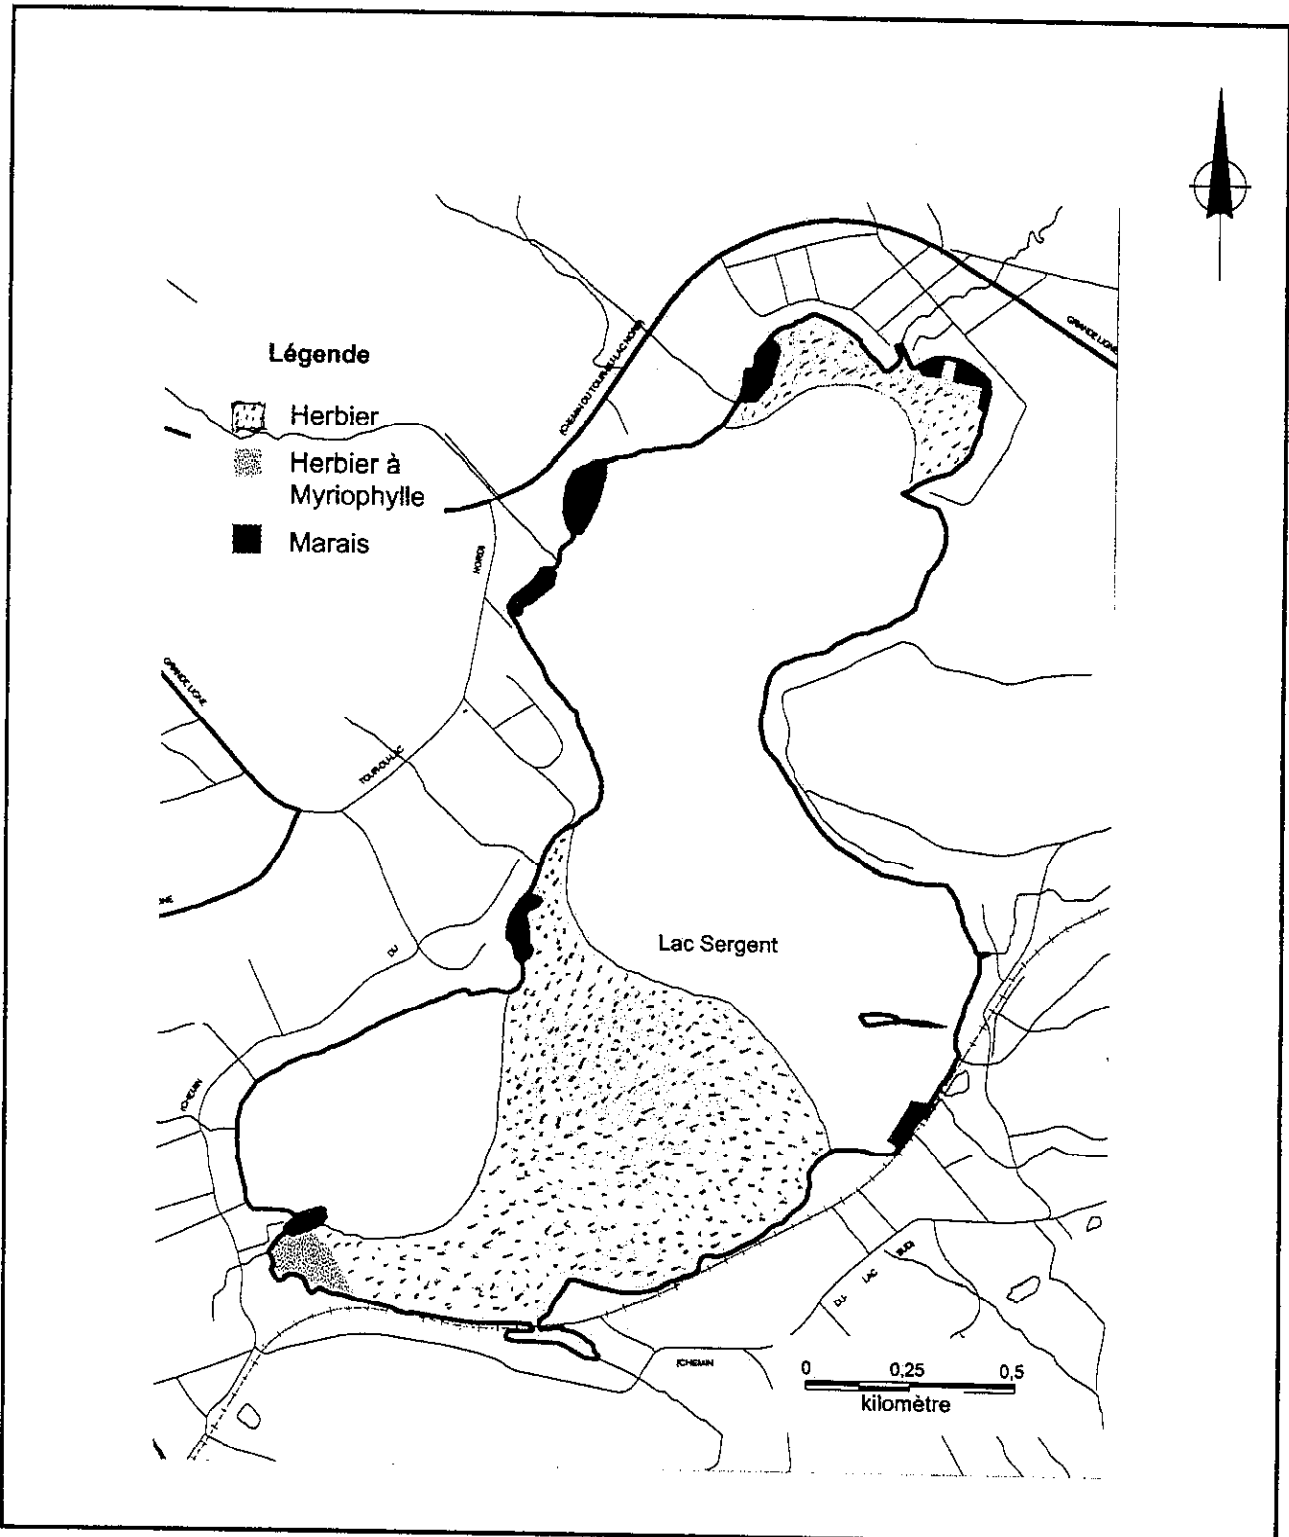 GRANDE LIGNE
Légende
Herbier
Herbier à
Myriophylle
Marais
NORD)
GRANDE LIGNE
TOUR-DU-LAC
DU
Lac Sergent
(CHEMIN
SUD)
LAC
DU-
(CHEMIN
0 0,25 0,5
kilomètre